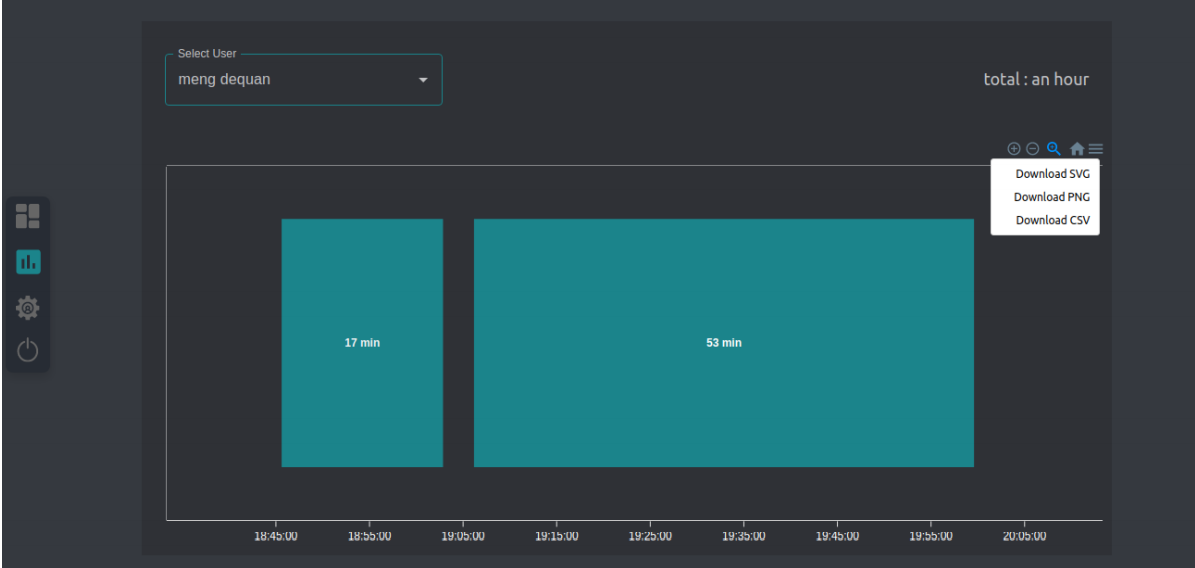 Select User
meng dequan
total : an hour
Download SVG
Download PNG
Download CSV
17 min
53 min
18:45:00 18:55:00 19:05:00 19:15:00 19:25:00 19:35:00 19:45:00 19:55:00 20:05:00